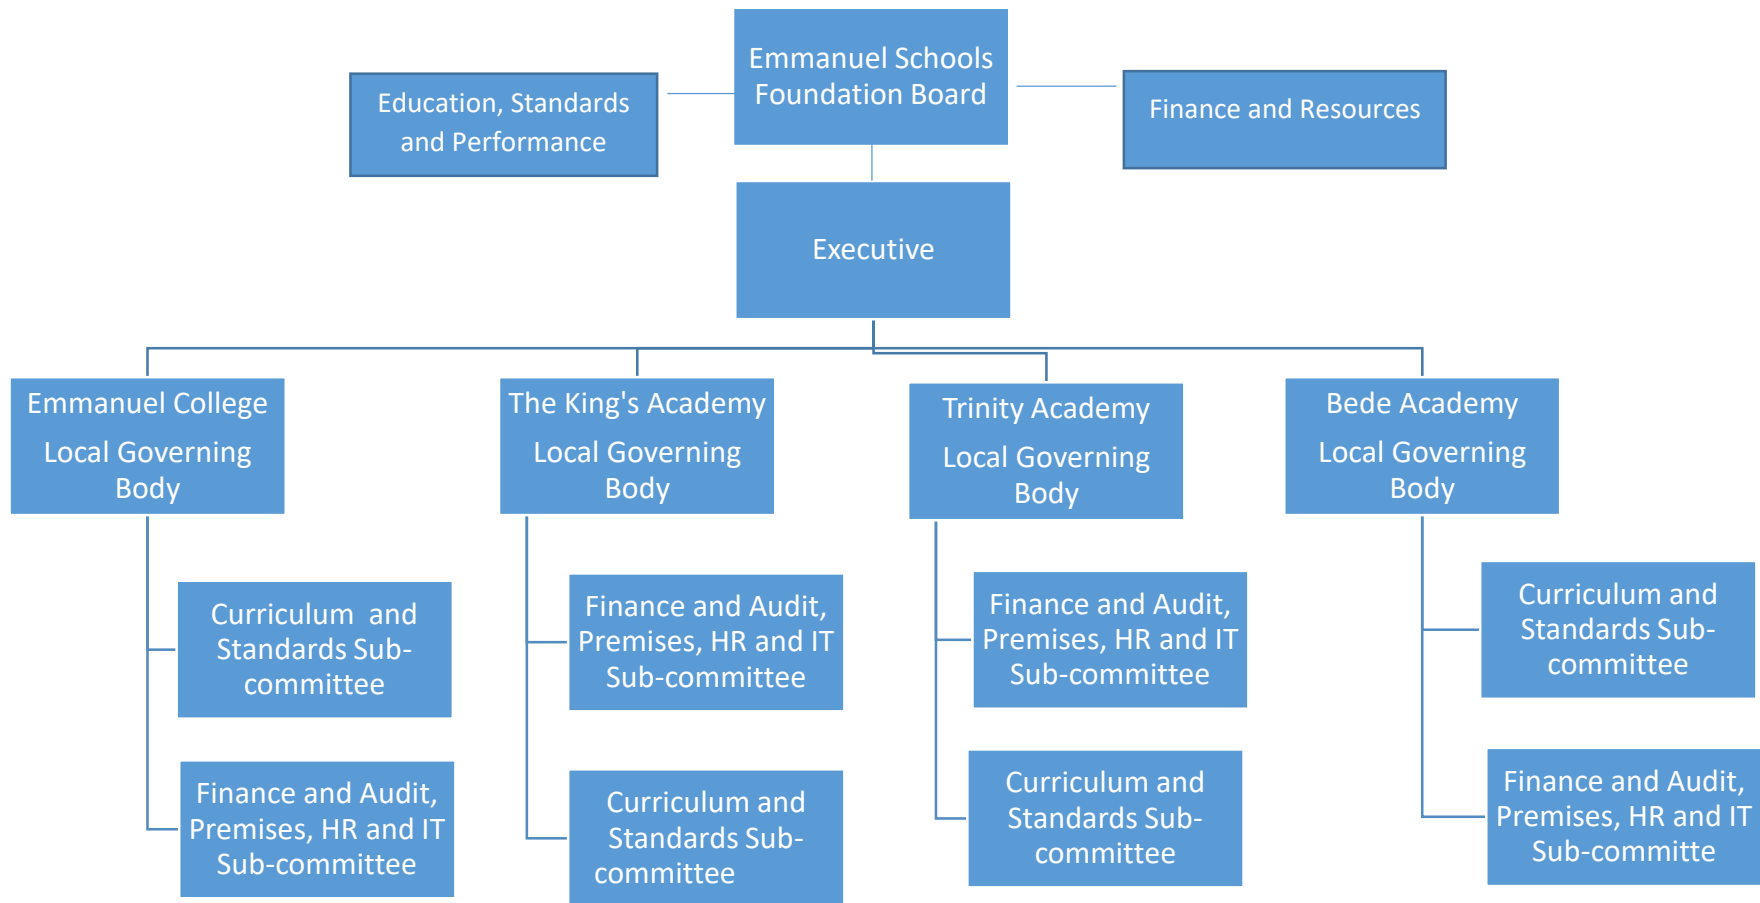 Emmanuel Schools
Foundation Board
Education, Standards
and Performance
Finance and Resources
Executive
Emmanuel College
Local Governing
Body
The King's Academy
Local Governing
Body
Trinity Academy
Local Governing
Body
Bede Academy
Local Governing
Body
Curriculum and
Standards Sub-
committee
Finance and Audit,
Premises, HR and IT
Sub-committee
Finance and Audit,
Premises, HR and IT
Sub-committee
Curriculum and
Standards Sub-
committee
Finance and Audit,
Premises, HR and IT
Sub-committee
Curriculum and
Standards Sub-
committee
Curriculum and
Standards Sub-
committee
Finance and Audit,
Premises, HR and IT
Sub-committe